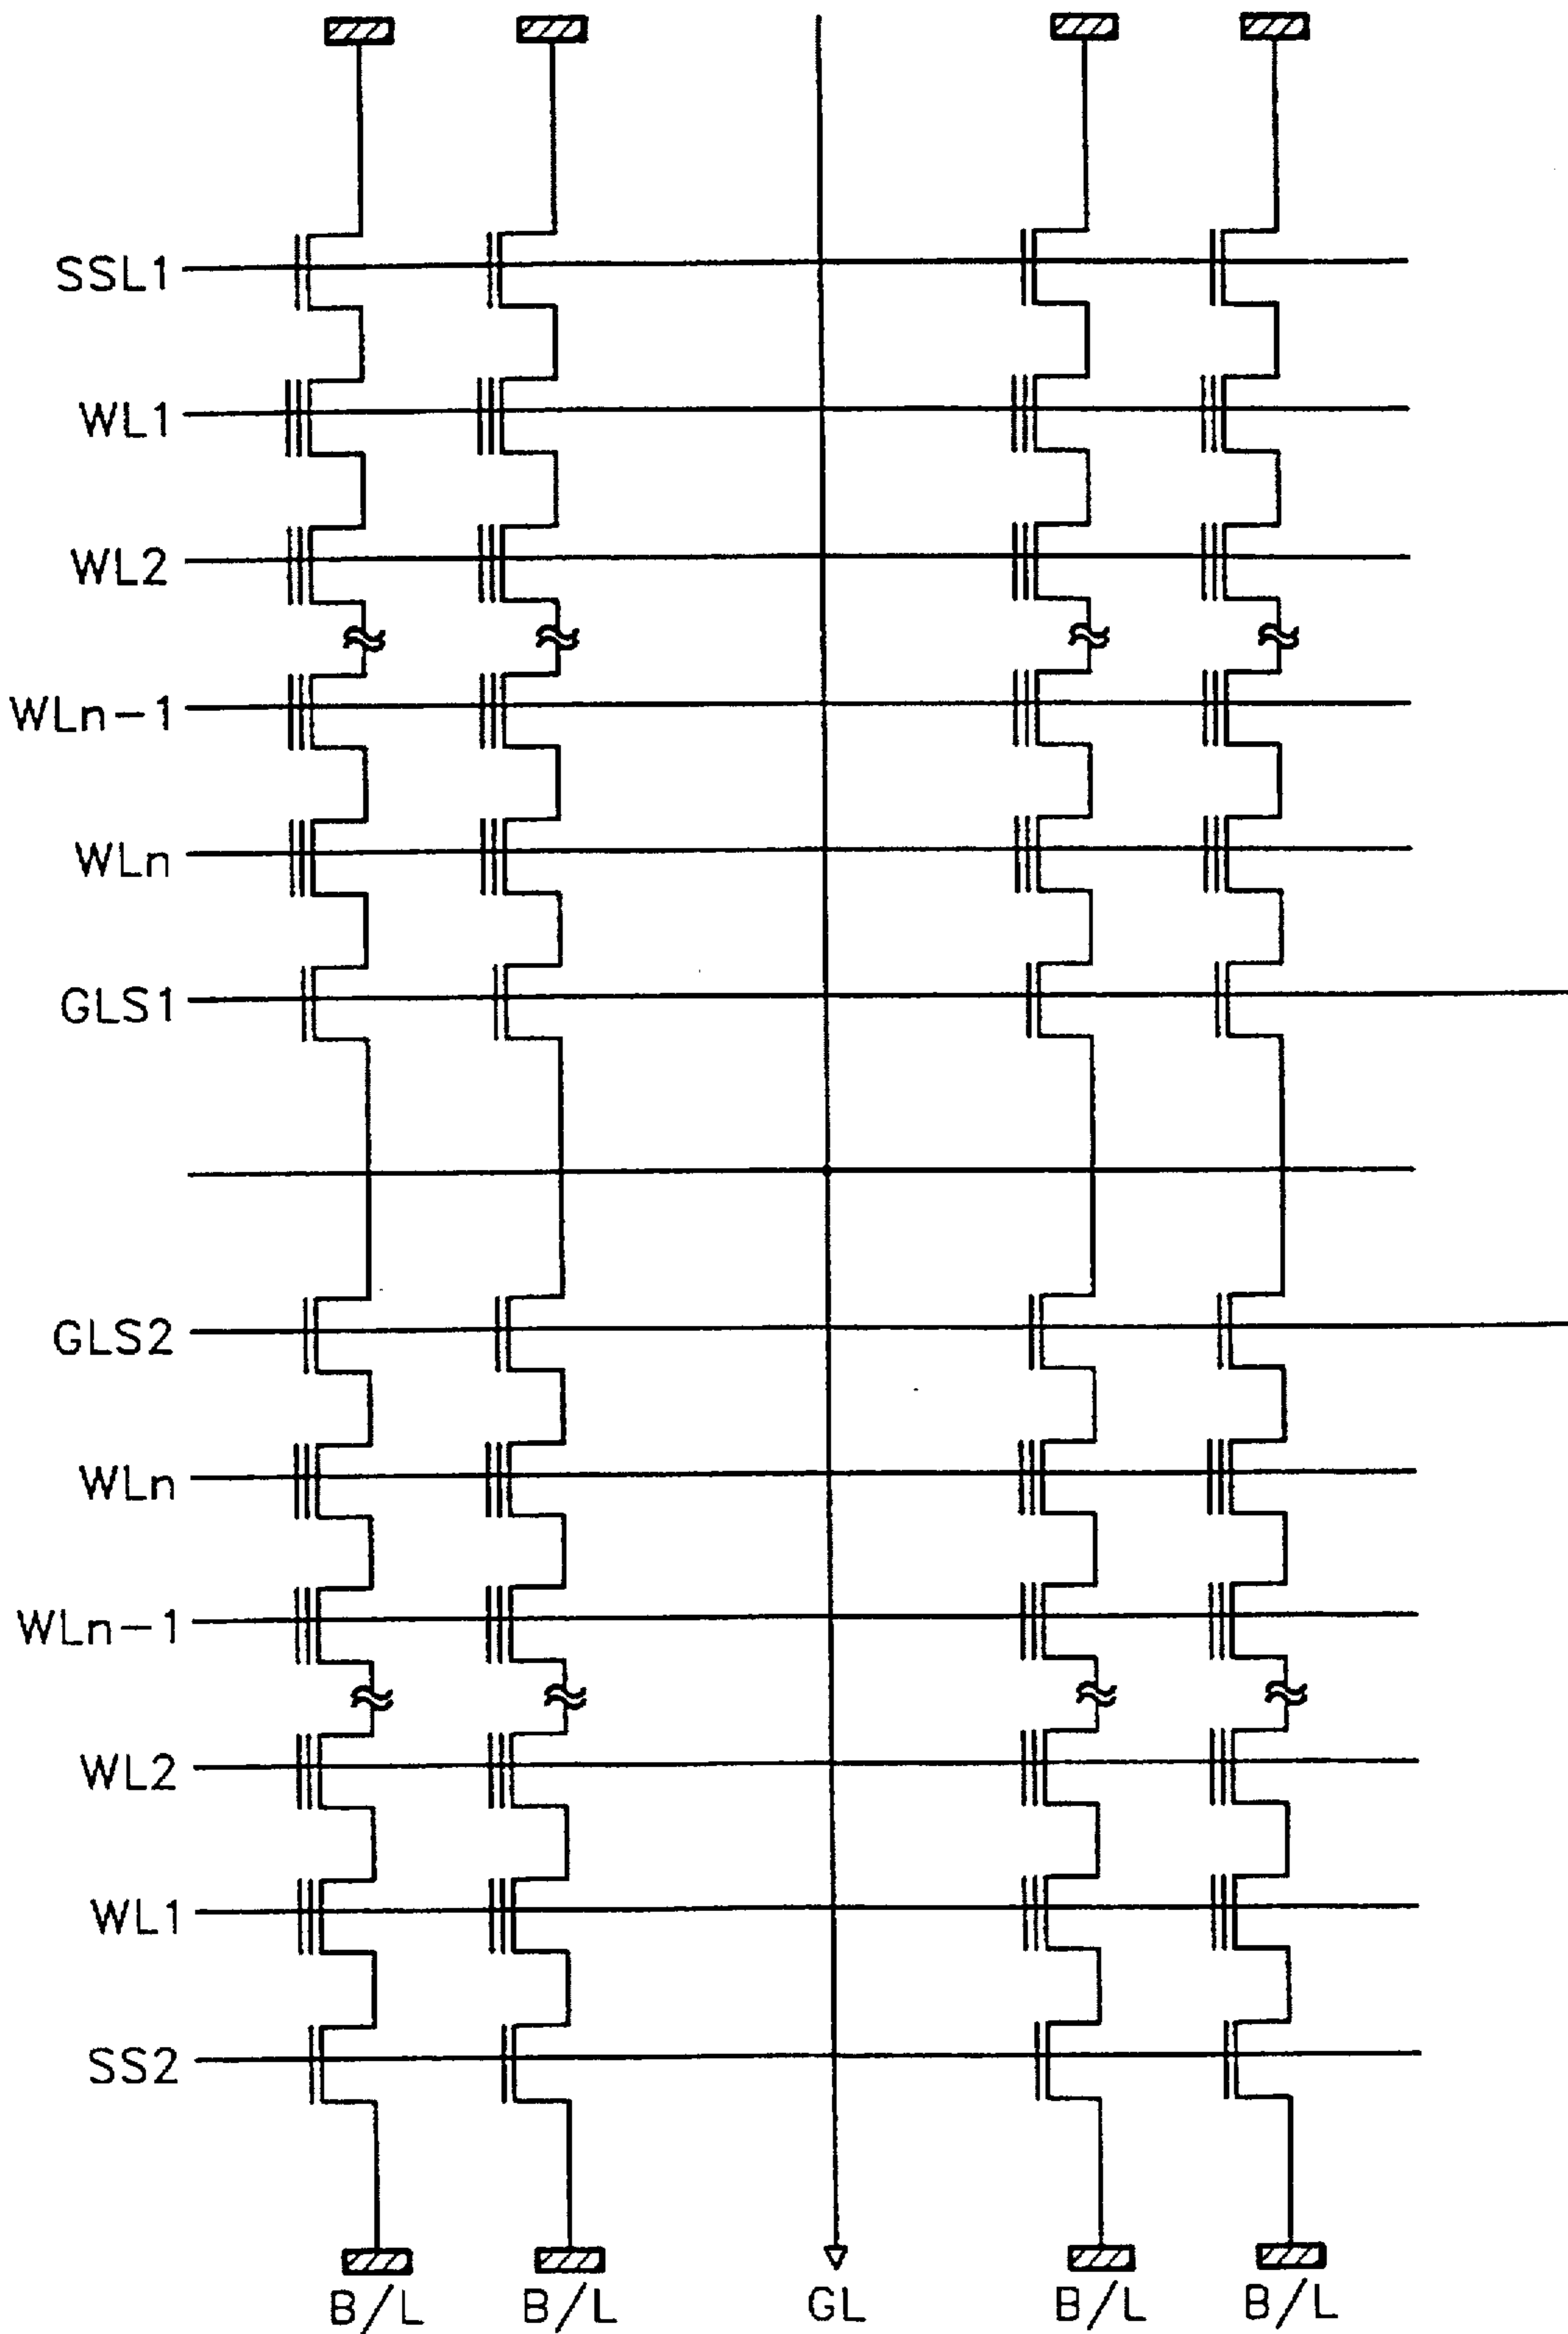 SSL1
WL1
WL2
WLn-1
WLn
GLS1
GLS2
WLn
WLn-1
WL2
WL1
SS2
B/L B/L GL B/L B/L